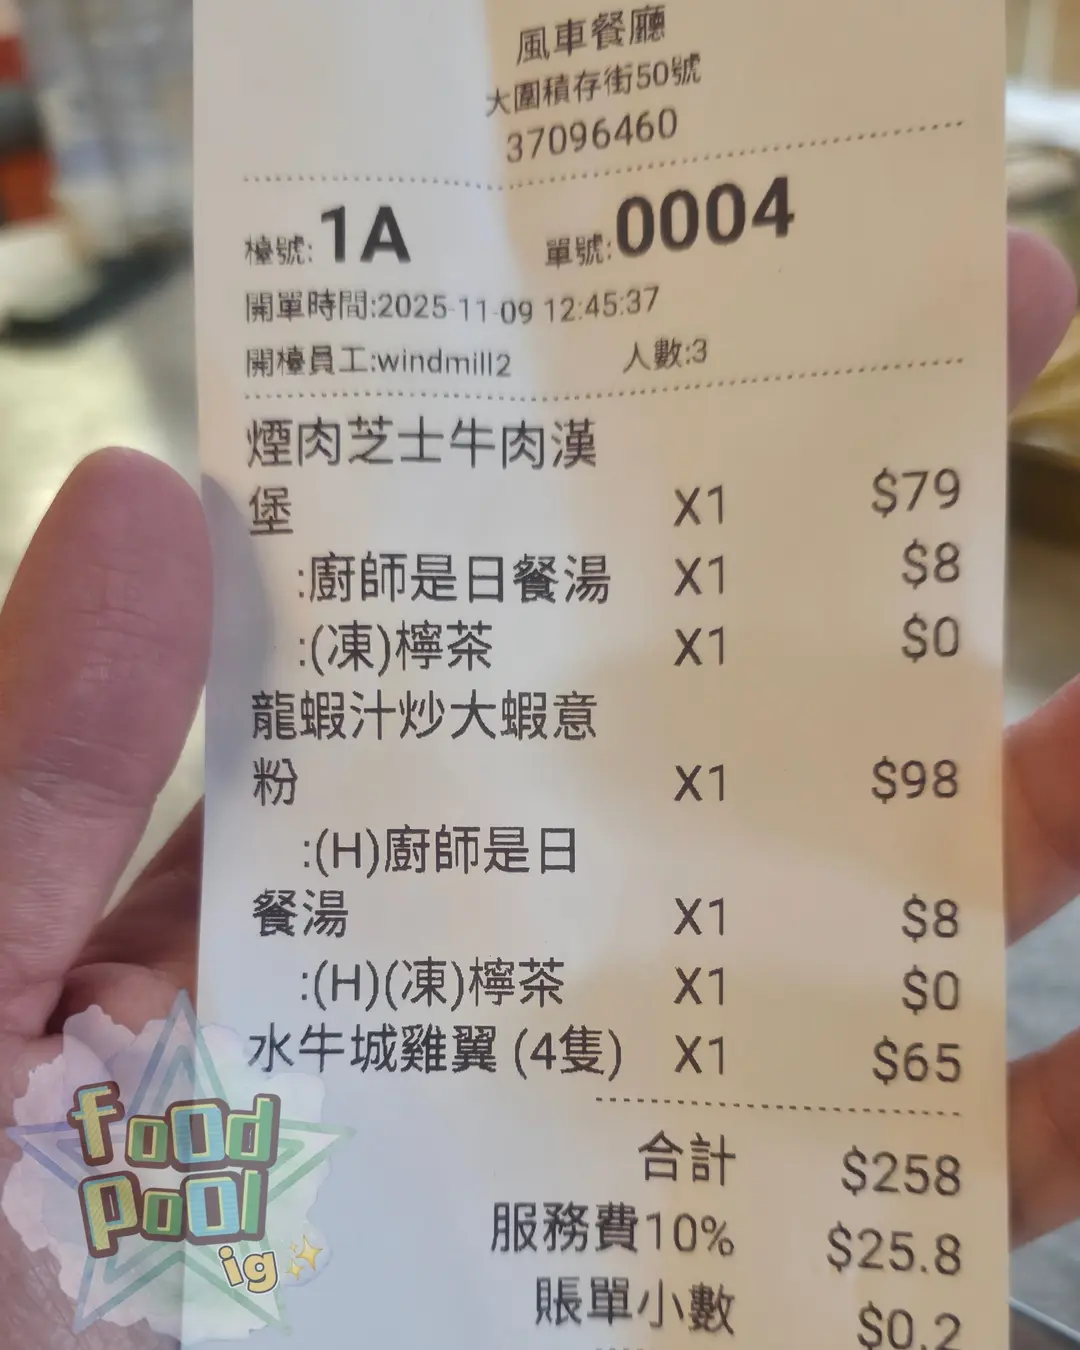 風車餐廳
大圍積存街50號
37096460
檯號:1A 單號:0004
開單時間:2025-11-09 12:45:37
開檯員工:windmill2 人數:3
煙肉芝士牛肉漢
堡 X1 $79
:廚師是日餐湯 X1 $8
:(凍)檸茶 X1 $0
龍蝦汁炒大蝦意
粉 X1 $98
:(H)廚師是日
餐湯 X1 $8
:(H)(凍)檸茶 X1 $0
水牛城雞翼 (4隻) X1 $65
合計 $258
服務費10% $25.8
賬單小數 $0.2
food
pool
ig